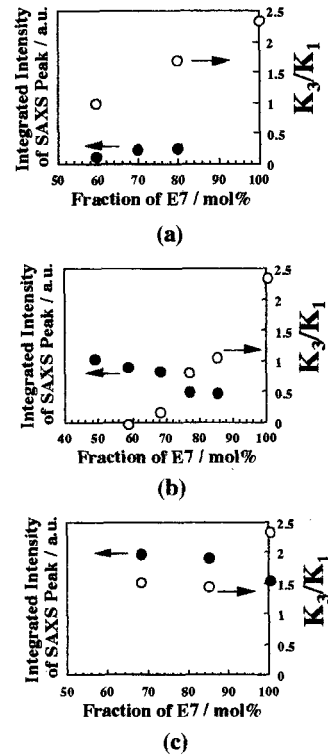 Integrated Intensity
of SAXS Peak / a.u.
2.5
2
1.5
1
0.5
0
K3/K1
50 60 70 80 90 100
Fraction of E7 / mol%
(a)
Integrated Intensity
of SAXS Peak / a.u.
2.5
2
1.5
1
0.5
0
K3/K1
40 50 60 70 80 90 100
Fraction of E7 / mol%
(b)
Integrated Intensity
of SAXS Peak / a.u.
2.5
2
1.5
1
0.5
0
K3/K1
50 60 70 80 90 100
Fraction of E7 / mol%
(c)